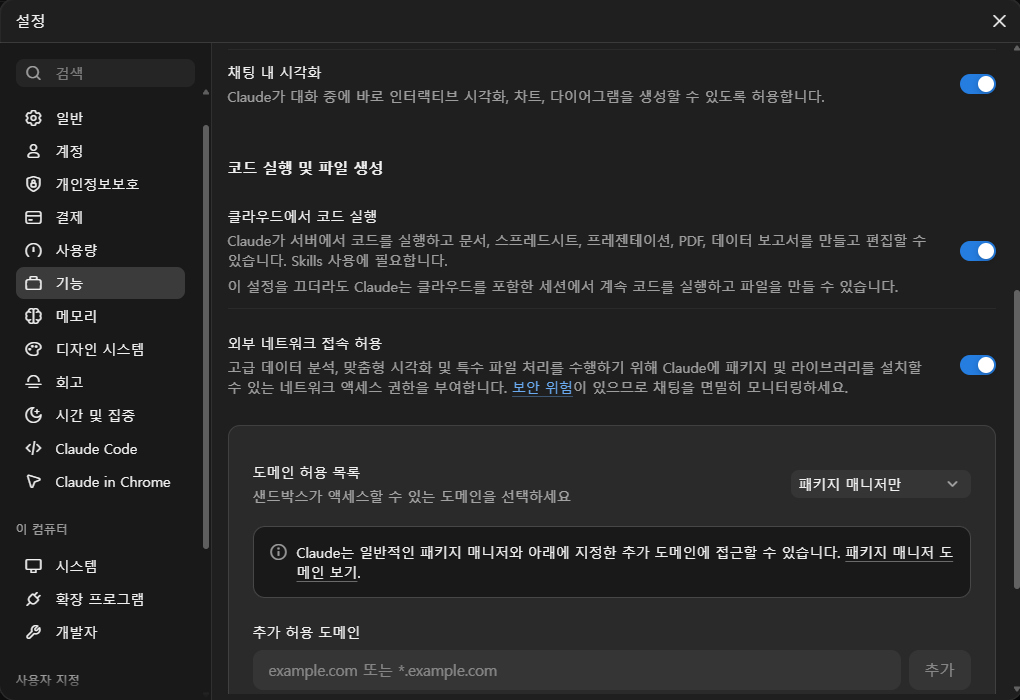 설정
검색
일반
계정
개인정보보호
결제
사용량
기능
메모리
디자인 시스템
회고
시간 및 집중
Claude Code
Claude in Chrome
이 컴퓨터
시스템
확장 프로그램
개발자
사용자 지정
채팅 내 시각화
Claude가 대화 중에 바로 인터랙티브 시각화, 차트, 다이어그램을 생성할 수 있도록 허용합니다.
코드 실행 및 파일 생성
클라우드에서 코드 실행
Claude가 서버에서 코드를 실행하고 문서, 스프레드시트, 프레젠테이션, PDF, 데이터 보고서를 만들고 편집할 수
있습니다. Skills 사용에 필요합니다.
이 설정을 끄더라도 Claude는 클라우드를 포함한 세션에서 계속 코드를 실행하고 파일을 만들 수 있습니다.
외부 네트워크 접속 허용
고급 데이터 분석, 맞춤형 시각화 및 특수 파일 처리를 수행하기 위해 Claude에 패키지 및 라이브러리를 설치할
수 있는 네트워크 액세스 권한을 부여합니다. 보안 위험이 있으므로 채팅을 면밀히 모니터링하세요.
도메인 허용 목록
샌드박스가 액세스할 수 있는 도메인을 선택하세요
패키지 매니저만
Claude는 일반적인 패키지 매니저와 아래에 지정한 추가 도메인에 접근할 수 있습니다. 패키지 매니저 도
메인 보기.
추가 허용 도메인
example.com 또는 *.example.com
추가